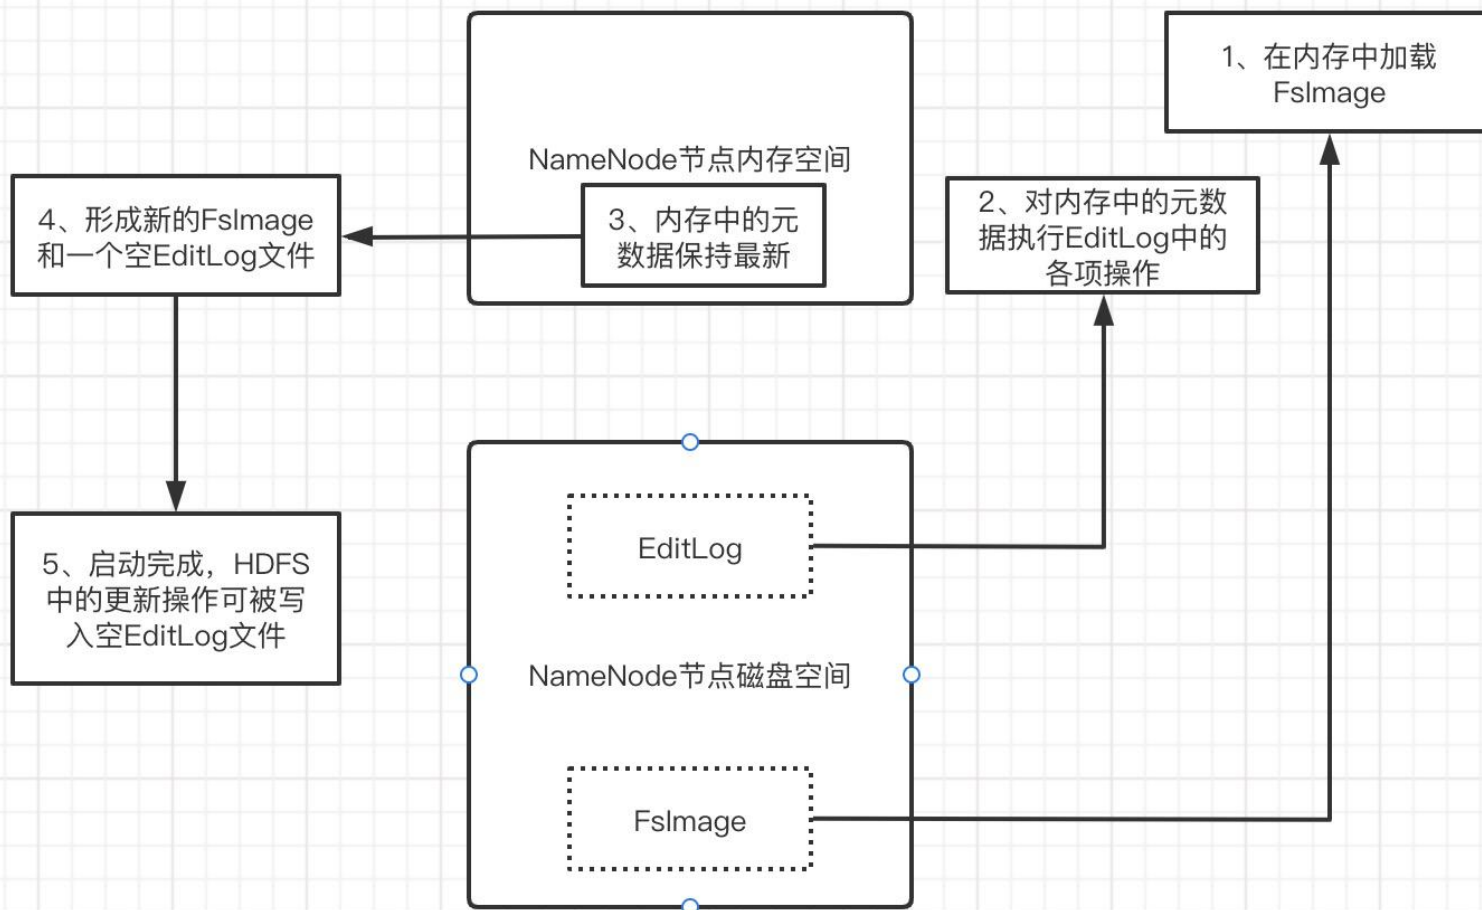 1、在内存中加载
FsImage
NameNode节点内存空间
2、对内存中的元数
据执行EditLog中的
各项操作
3、内存中的元
数据保持最新
4、形成新的FsImage
和一个空EditLog文件
EditLog
5、启动完成，HDFS
中的更新操作可被写
入空EditLog文件
NameNode节点磁盘空间
FsImage